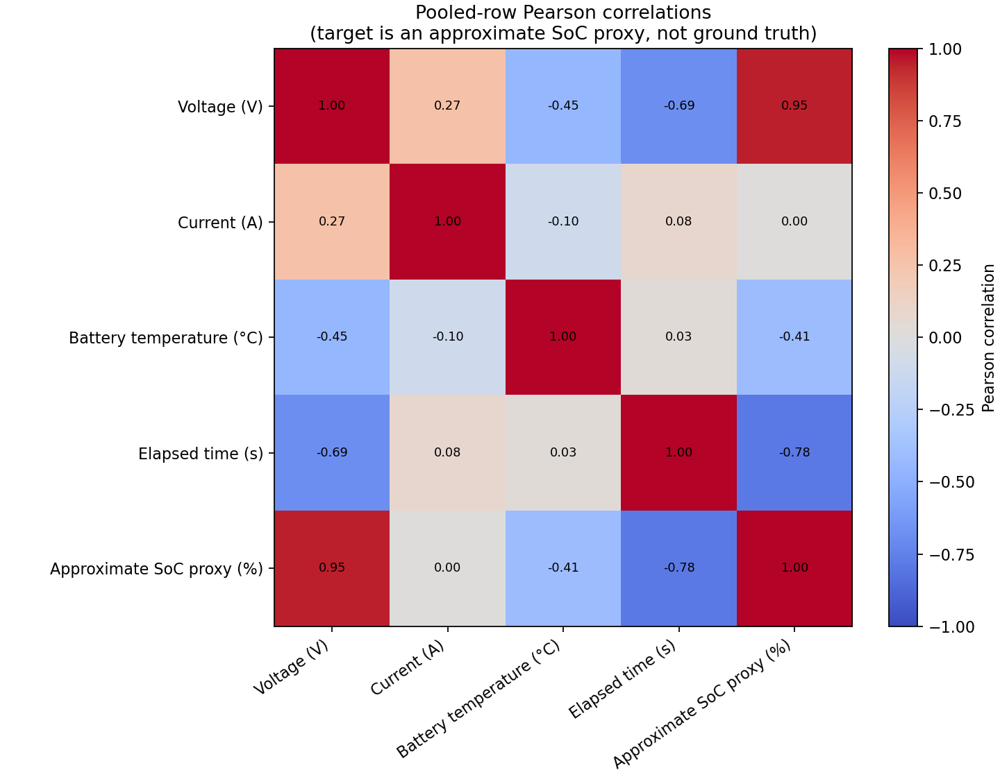 Pooled-row Pearson correlations
(target is an approximate SoC proxy, not ground truth)
Voltage (V)
1.00 0.27 -0.45 -0.69 0.95
Current (A)
0.27 1.00 -0.10 0.08 0.00
Battery temperature (°C)
-0.45 -0.10 1.00 0.03 -0.41
Elapsed time (s)
-0.69 0.08 0.03 1.00 -0.78
Approximate SoC proxy (%)
0.95 0.00 -0.41 -0.78 1.00
Voltage (V)
Current (A)
Battery temperature (°C)
Elapsed time (s)
Approximate SoC proxy (%)
1.00
0.75
0.50
0.25
0.00
−0.25
−0.50
−0.75
−1.00
Pearson correlation